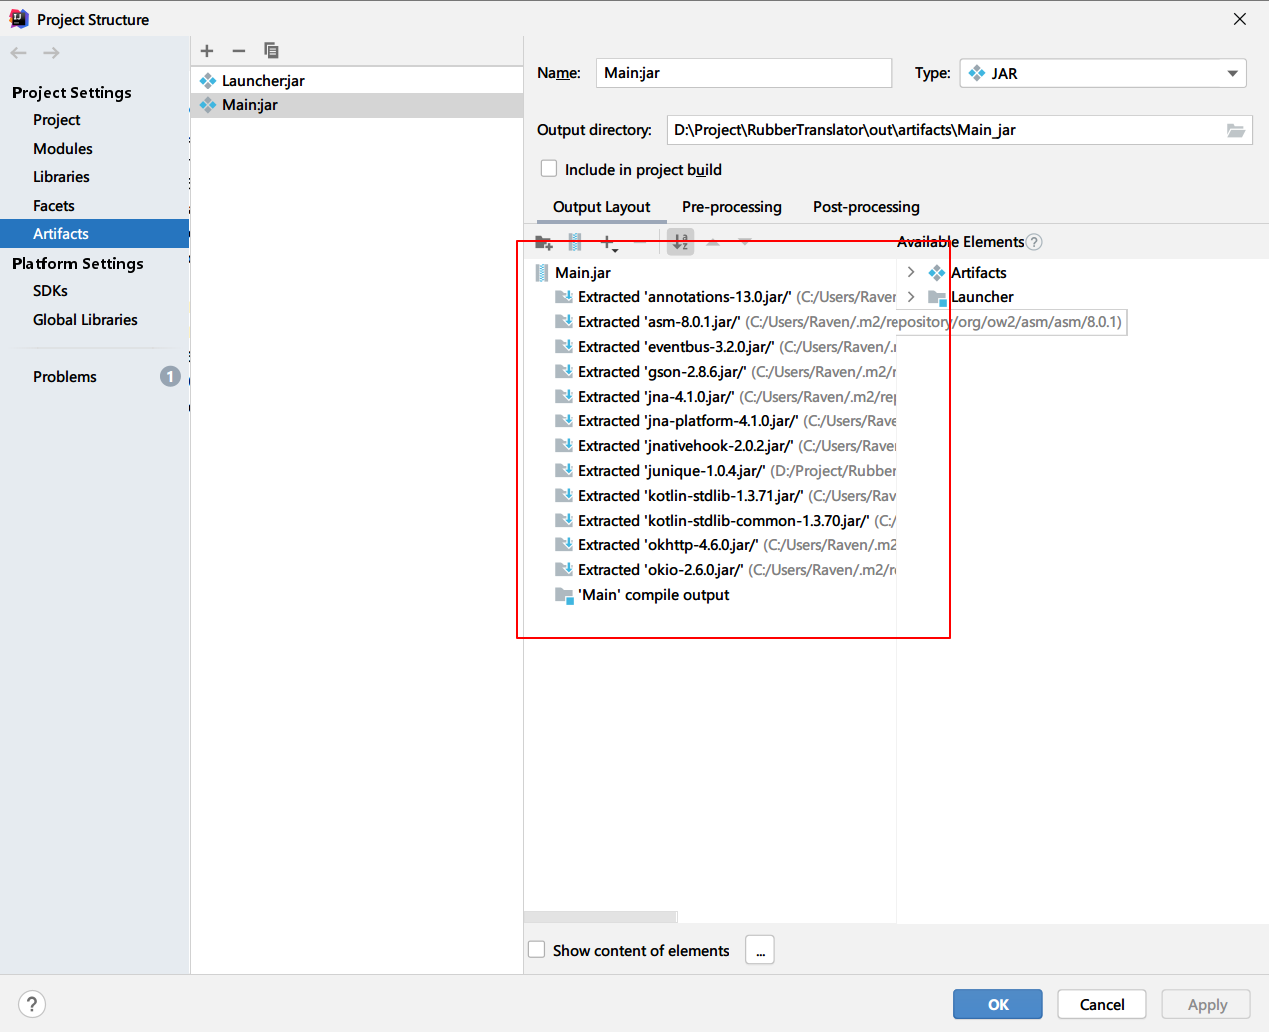 Project Structure
Project Settings
Project
Modules
Libraries
Facets
Artifacts
Platform Settings
SDKs
Global Libraries
Problems
1
Launcher:jar
Main:jar
Name: Main:jar
Type: JAR
Output directory: D:\Project\RubberTranslator\out\artifacts\Main_jar
Include in project build
Output Layout Pre-processing Post-processing
Available Elements ?
Main.jar
Extracted 'annotations-13.0.jar/' (C:/Users/Raver
Extracted 'asm-8.0.1.jar/' (C:/Users/Raven/.m2/repository/org/ow2/asm/asm/8.0.1)
Extracted 'eventbus-3.2.0.jar/' (C:/Users/Raven/.
Extracted 'gson-2.8.6.jar/' (C:/Users/Raven/.m2/r
Extracted 'jna-4.1.0.jar/' (C:/Users/Raven/.m2/rep
Extracted 'jna-platform-4.1.0.jar/' (C:/Users/Rave
Extracted 'jnativehook-2.0.2.jar/' (C:/Users/Raver
Extracted 'junique-1.0.4.jar/' (D:/Project/Rubber
Extracted 'kotlin-stdlib-1.3.71.jar/' (C:/Users/Rav
Extracted 'kotlin-stdlib-common-1.3.70.jar/' (C:/
Extracted 'okhttp-4.6.0.jar/' (C:/Users/Raven/.m2
Extracted 'okio-2.6.0.jar/' (C:/Users/Raven/.m2/r
'Main' compile output
Artifacts
Launcher
Show content of elements ...
?
OK Cancel Apply